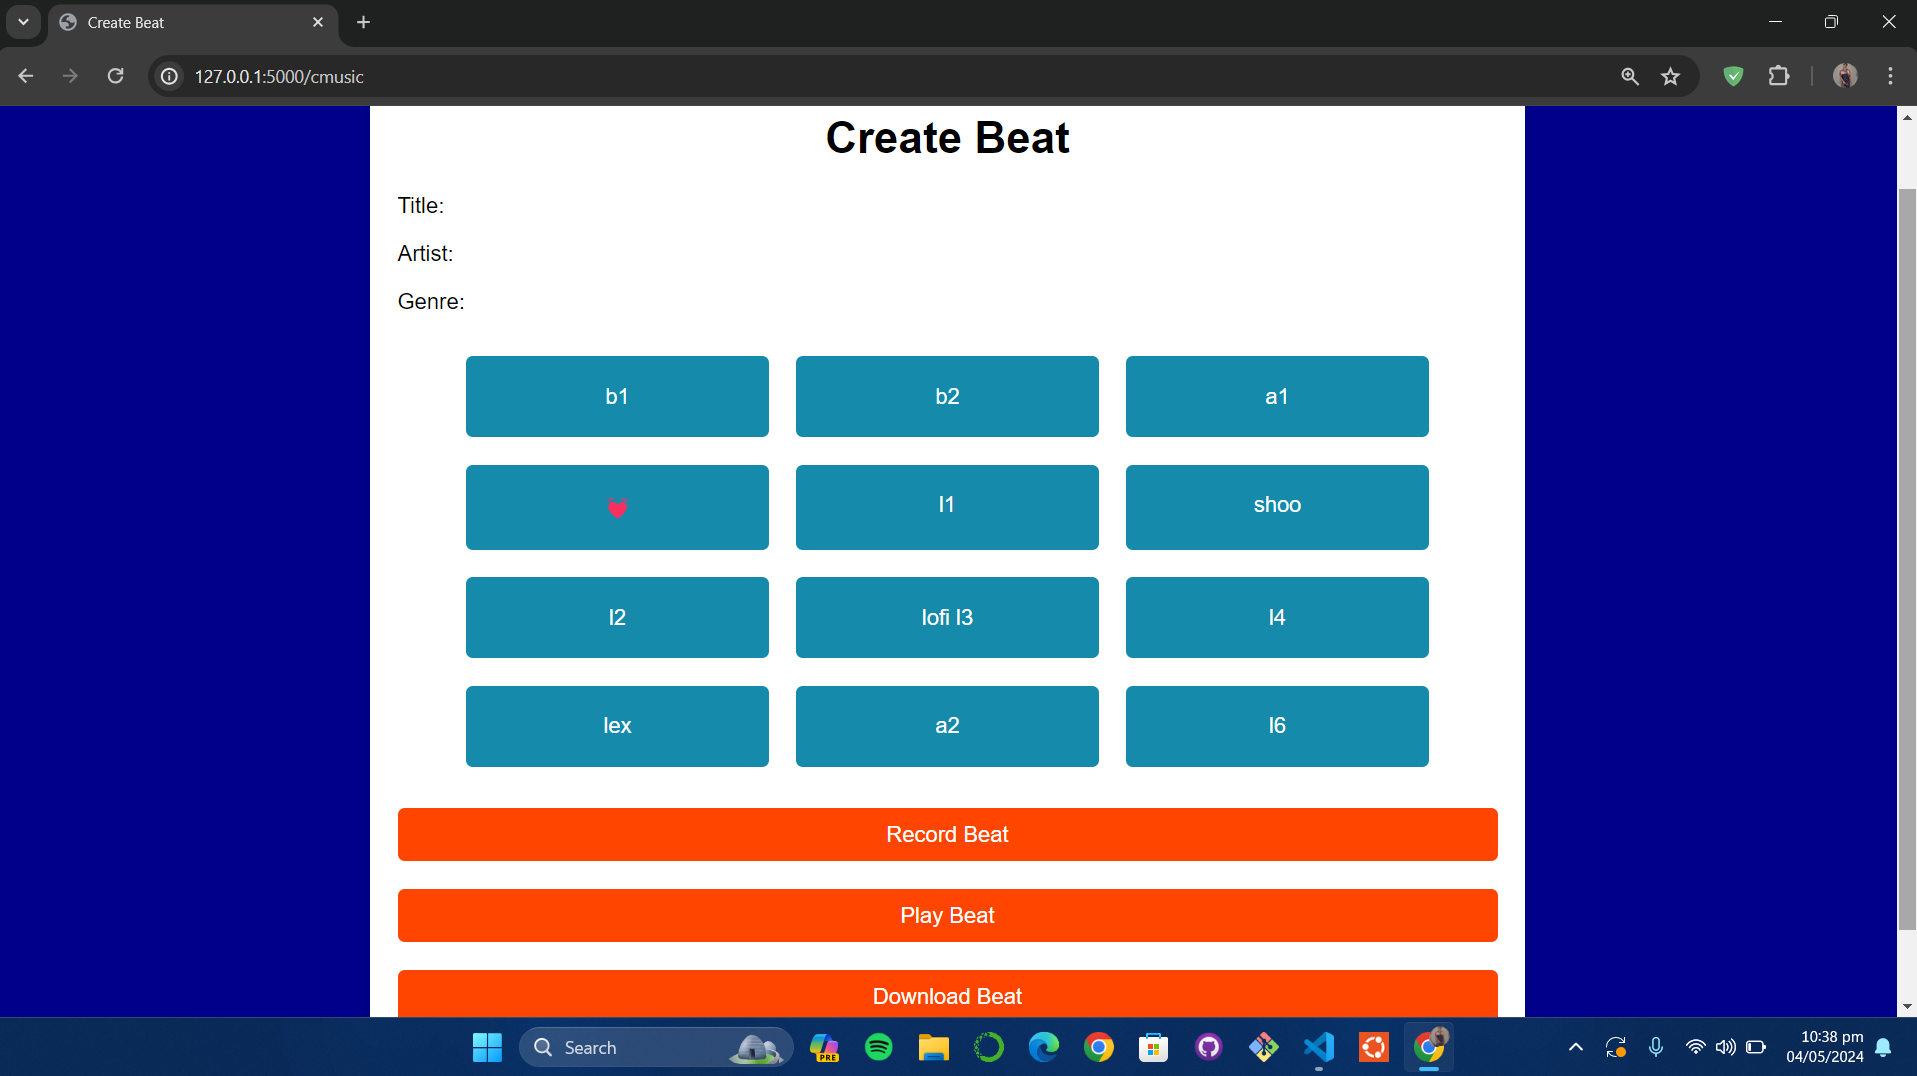 Create Beat
127.0.0.1:5000/cmusic
Create Beat
Title:
Artist:
Genre:
b1
b2
a1
l1
shoo
l2
lofi l3
l4
lex
a2
l6
Record Beat
Play Beat
Download Beat
Search
PRE
10:38 pm
04/05/2024